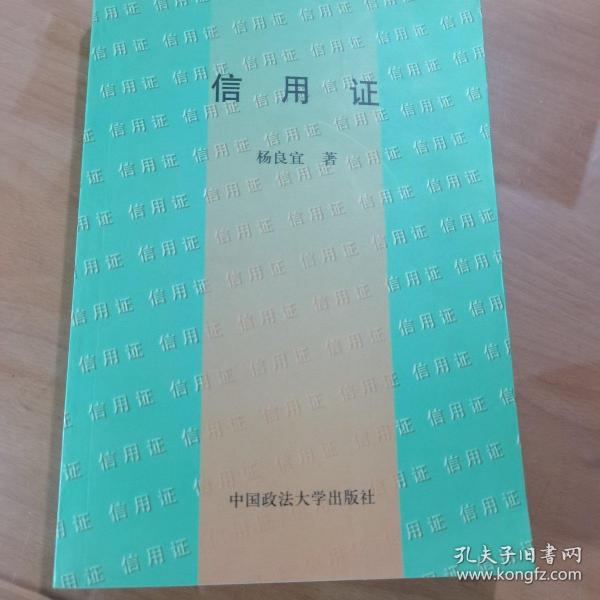 信用证
杨良宜 著
中国政法大学出版社
孔夫子旧书网
www.kongfz.com